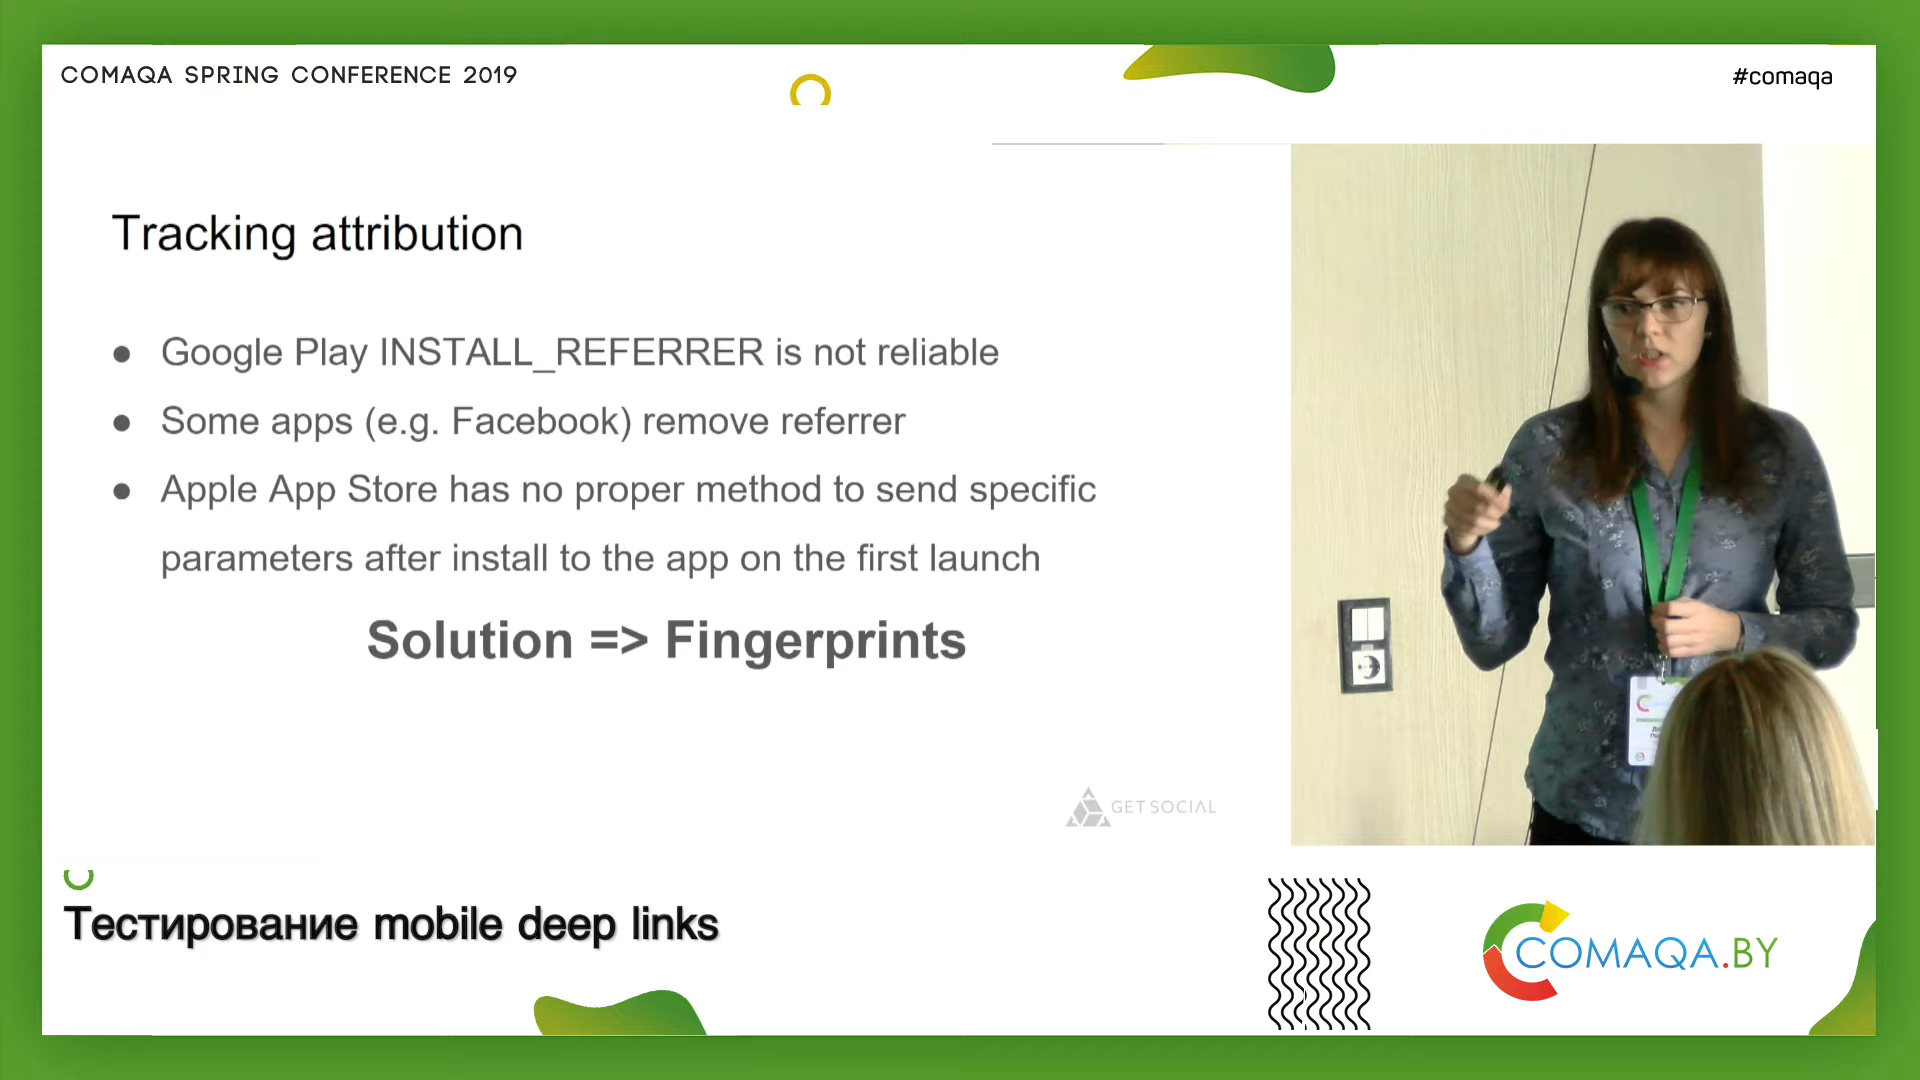 COMAQA SPRING CONFERENCE 2019
#comaqa
Tracking attribution
● Google Play INSTALL_REFERRER is not reliable
● Some apps (e.g. Facebook) remove referrer
● Apple App Store has no proper method to send specific
parameters after install to the app on the first launch
Solution => Fingerprints
GET SOCIAL
Тестирование mobile deep links
COMAQA.BY